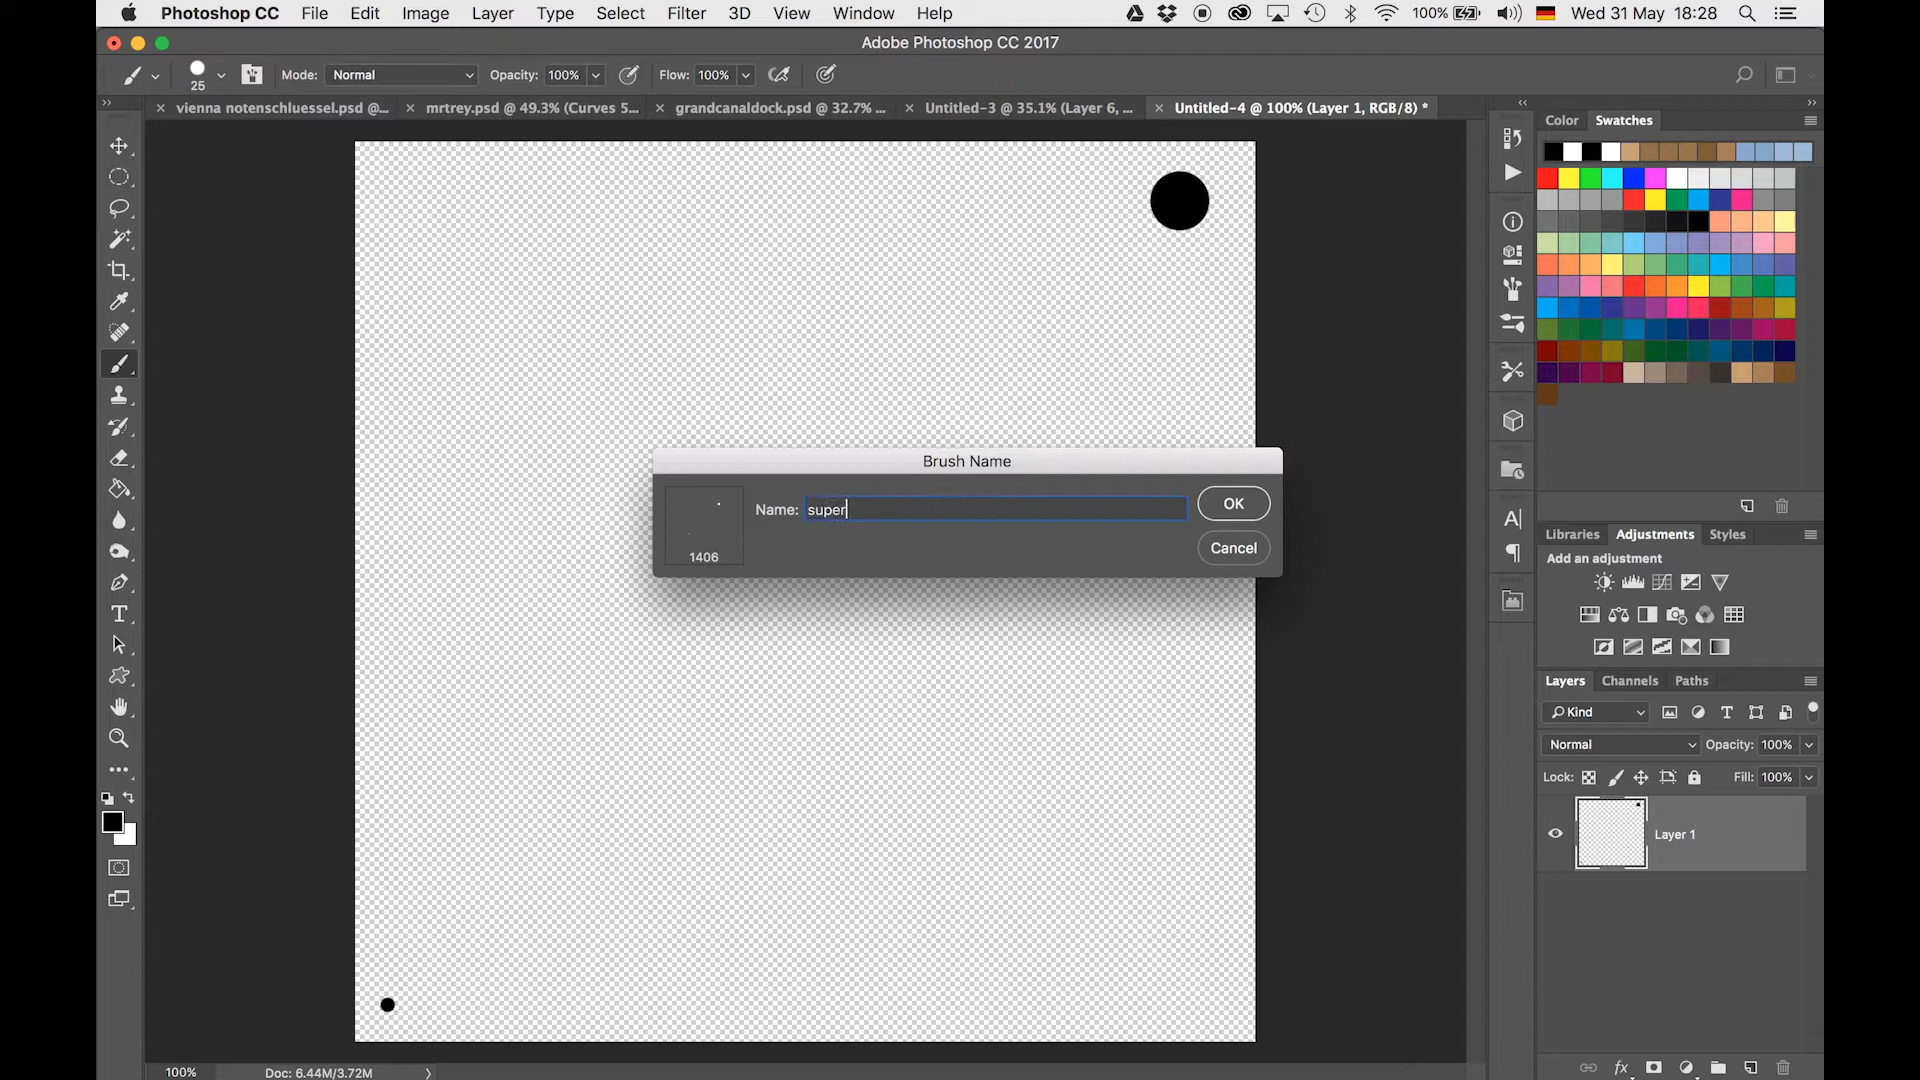 Photoshop CC File Edit Image Layer Type Select Filter 3D View Window Help 100% Wed 31 May 18:28
Adobe Photoshop CC 2017
25 Mode: Normal Opacity: 100% Flow: 100%
vienna notenschluessel.psd @... mrtrey.psd @ 49.3% (Curves 5... grandcanaldock.psd @ 32.7% ... Untitled-3 @ 35.1% (Layer 6, ... Untitled-4 @ 100% (Layer 1, RGB/8) *
Color Swatches
Brush Name
Name: super OK
1406 Cancel
Libraries Adjustments Styles
Add an adjustment
Layers Channels Paths
Kind
Normal Opacity: 100%
Lock: Fill: 100%
Layer 1
100% Doc: 6.44M/3.72M